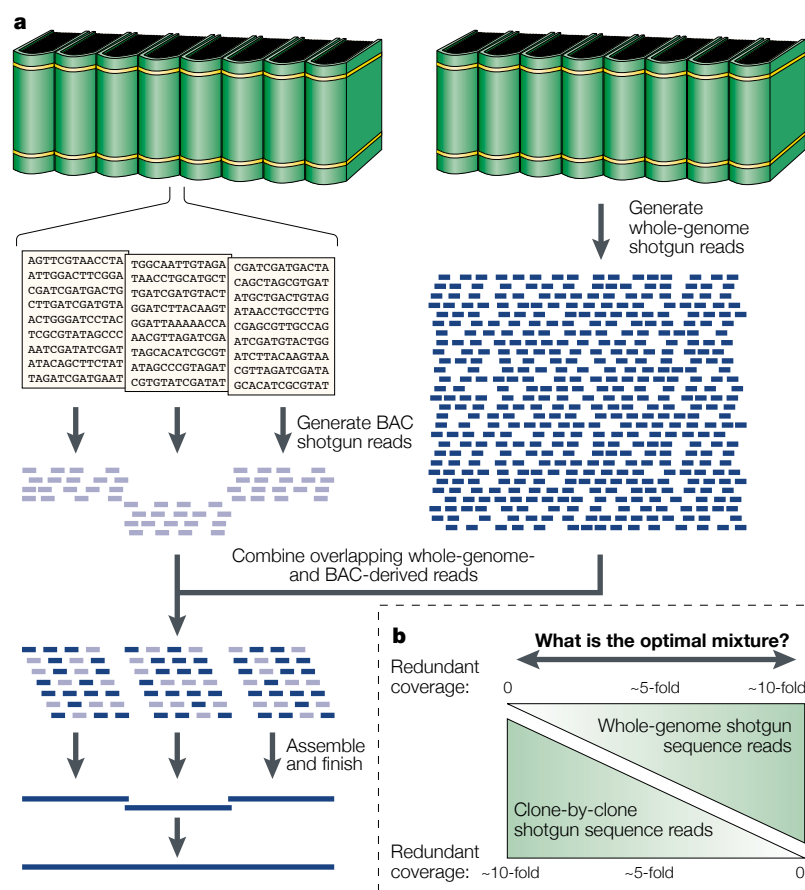 a
Generate
whole-genome
shotgun reads
AGTTCGTAACCTA
ATTGGACTTCGGA
CGATCGATGACTG
CTTGATCGATGTA
ACTGGGATCCTAC
TCGCGTATAGCCC
AATCGATATCGAT
ATACAGCTTCTAT
TAGATCGATGAAT
TGGCAATTGTAGA
TAACCTGCATGCT
TGATCGATGTACT
GGATCTTACAAGT
GGATTAAAAACCA
AACGTTAGATCGA
TAGCACATCGCGT
ATAGCCCGTAGAT
CGTGTATCGATAT
CGATCGATGACTA
CAGCTAGCGTGAT
ATGCTGACTGTAG
ATAACCTGCCTTG
CGAGCGTTGCCAG
ATCGATGTACTGG
ATCTTACAAGTAA
CGTTAGATCGATA
GCACATCGCGTAT
Generate BAC
shotgun reads
Combine overlapping whole-genome-
and BAC-derived reads
Assemble
and finish
b
What is the optimal mixture?
Redundant
coverage:
0 ~5-fold ~10-fold
Whole-genome shotgun
sequence reads
Clone-by-clone
shotgun sequence reads
Redundant
coverage:
~10-fold ~5-fold 0